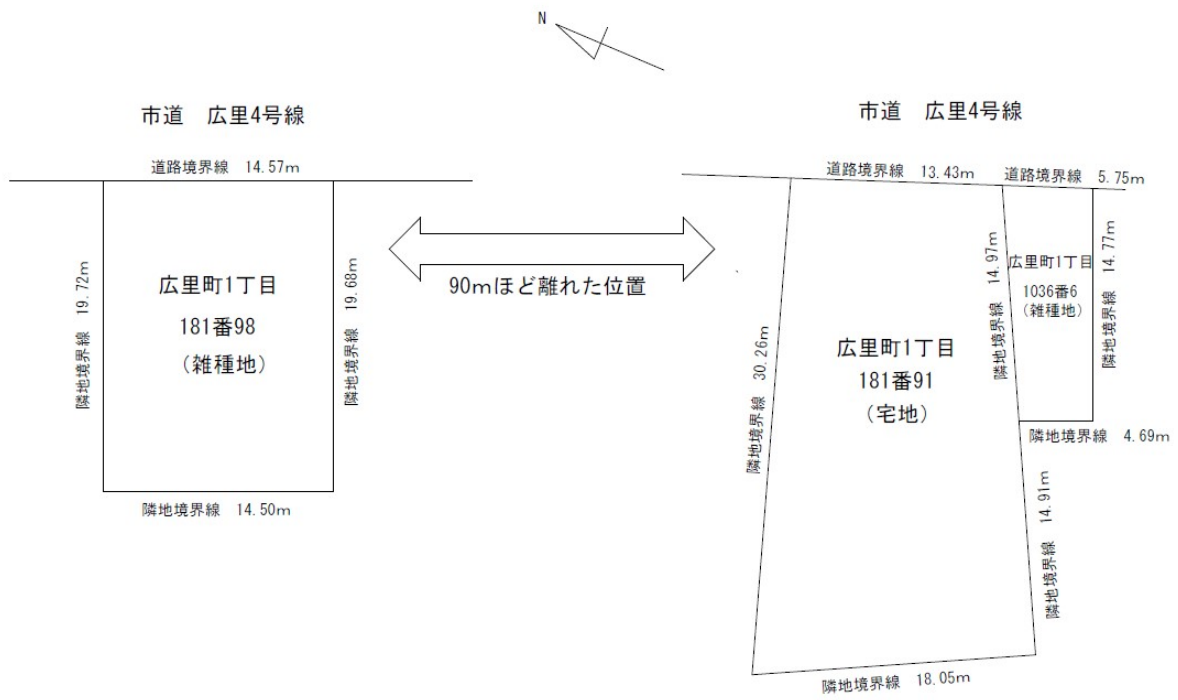 N
市道　広里4号線
道路境界線　14.57m
隣地境界線　19.72m
広里町1丁目
181番98
（雑種地）
隣地境界線　19.68m
隣地境界線　14.50m
90mほど離れた位置
市道　広里4号線
道路境界線　13.43m
道路境界線　5.75m
隣地境界線　30.26m
広里町1丁目
181番91
（宅地）
隣地境界線　14.97m
広里町1丁目
1036番6
（雑種地）
隣地境界線　14.77m
隣地境界線　4.69m
隣地境界線　14.91m
隣地境界線　18.05m